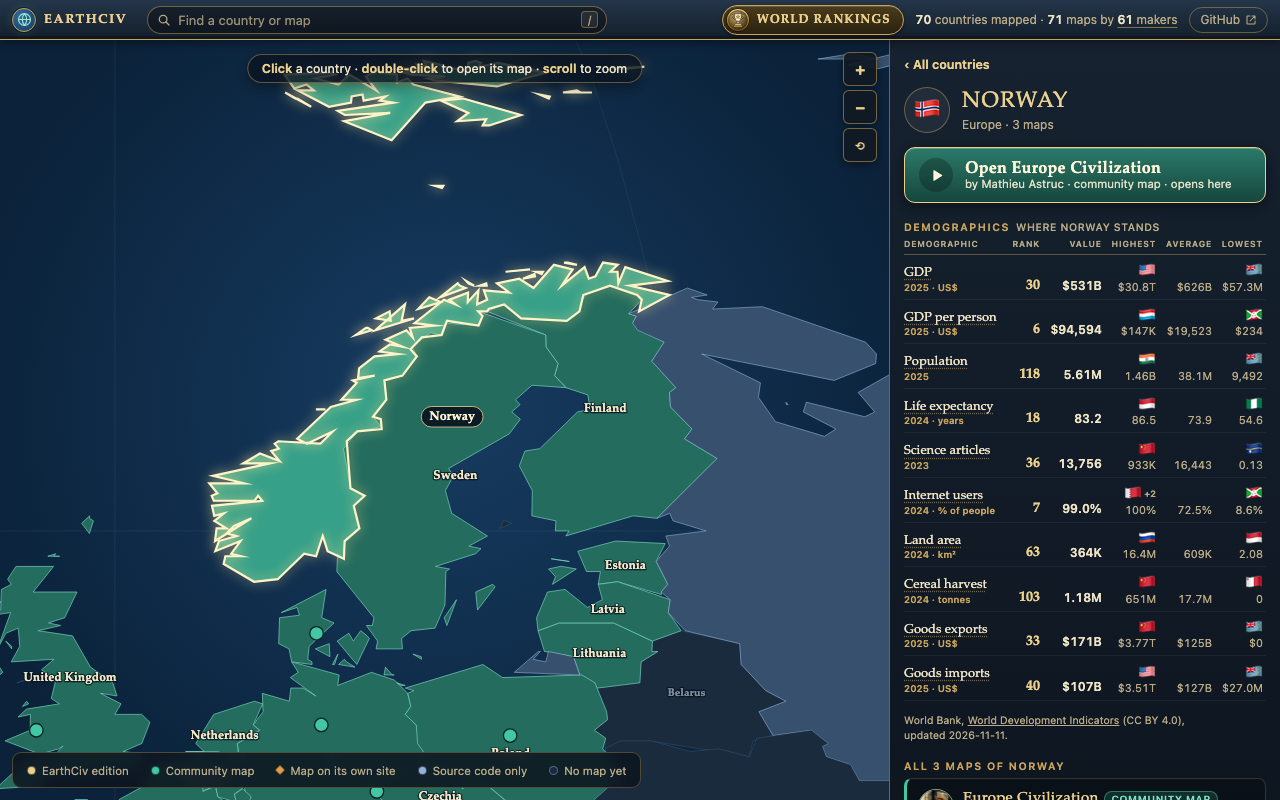 EARTHCIV
Find a country or map /
WORLD RANKINGS
70 countries mapped · 71 maps by 61 makers
GitHub
Click a country · double-click to open its map · scroll to zoom
+
−
Norway
Finland
Sweden
Estonia
Latvia
Lithuania
United Kingdom
Belarus
Netherlands
Poland
Czechia
EarthCiv edition
Community map
Map on its own site
Source code only
No map yet
‹ All countries
NORWAY
Europe · 3 maps
Open Europe Civilization
by Mathieu Astruc · community map · opens here
DEMOGRAPHICS WHERE NORWAY STANDS
DEMOGRAPHIC RANK VALUE HIGHEST AVERAGE LOWEST
GDP
2025 · US$ 30 $531B $30.8T $626B $57.3M
GDP per person
2025 · US$ 6 $94,594 $147K $19,523 $234
Population
2025 118 5.61M 1.46B 38.1M 9,492
Life expectancy
2024 · years 18 83.2 86.5 73.9 54.6
Science articles
2023 36 13,756 933K 16,443 0.13
Internet users +2
2024 · % of people 7 99.0% 100% 72.5% 8.6%
Land area
2024 · km² 63 364K 16.4M 609K 2.08
Cereal harvest
2024 · tonnes 103 1.18M 651M 17.7M 0
Goods exports
2025 · US$ 33 $171B $3.77T $125B $0
Goods imports
2025 · US$ 40 $107B $3.51T $127B $27.0M
World Bank, World Development Indicators (CC BY 4.0),
updated 2026-11-11.
ALL 3 MAPS OF NORWAY
Europe Civilization COMMUNITY MAP